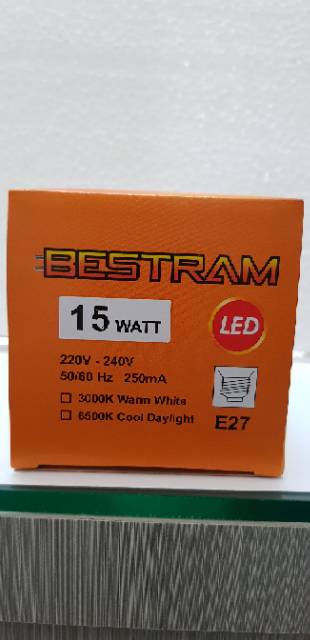 BESTRAM
15 WATT
LED
220V - 240V
50/60 Hz 250mA
3000K Warm White
6500K Cool Daylight
E27